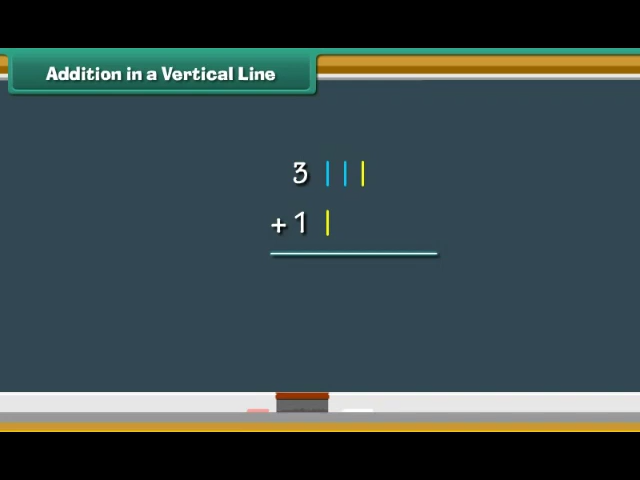 Addition in a Vertical Line
3 | | |
+ 1 |